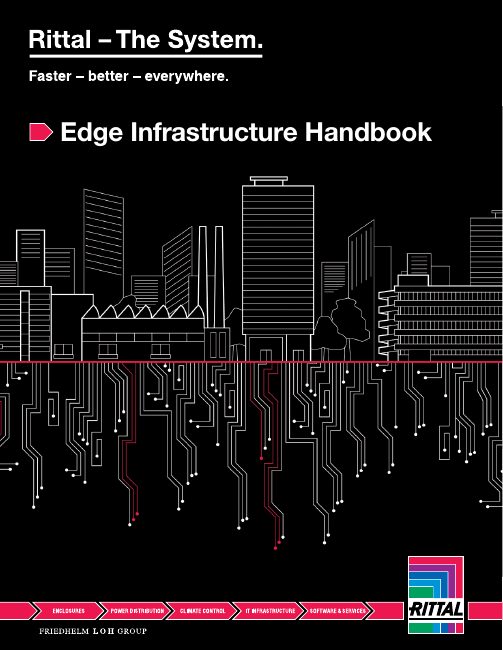 Rittal – The System.
Faster – better – everywhere.
Edge Infrastructure Handbook
ENCLOSURES
POWER DISTRIBUTION
CLIMATE CONTROL
IT INFRASTRUCTURE
SOFTWARE & SERVICES
RITTAL
FRIEDHELM LOH GROUP